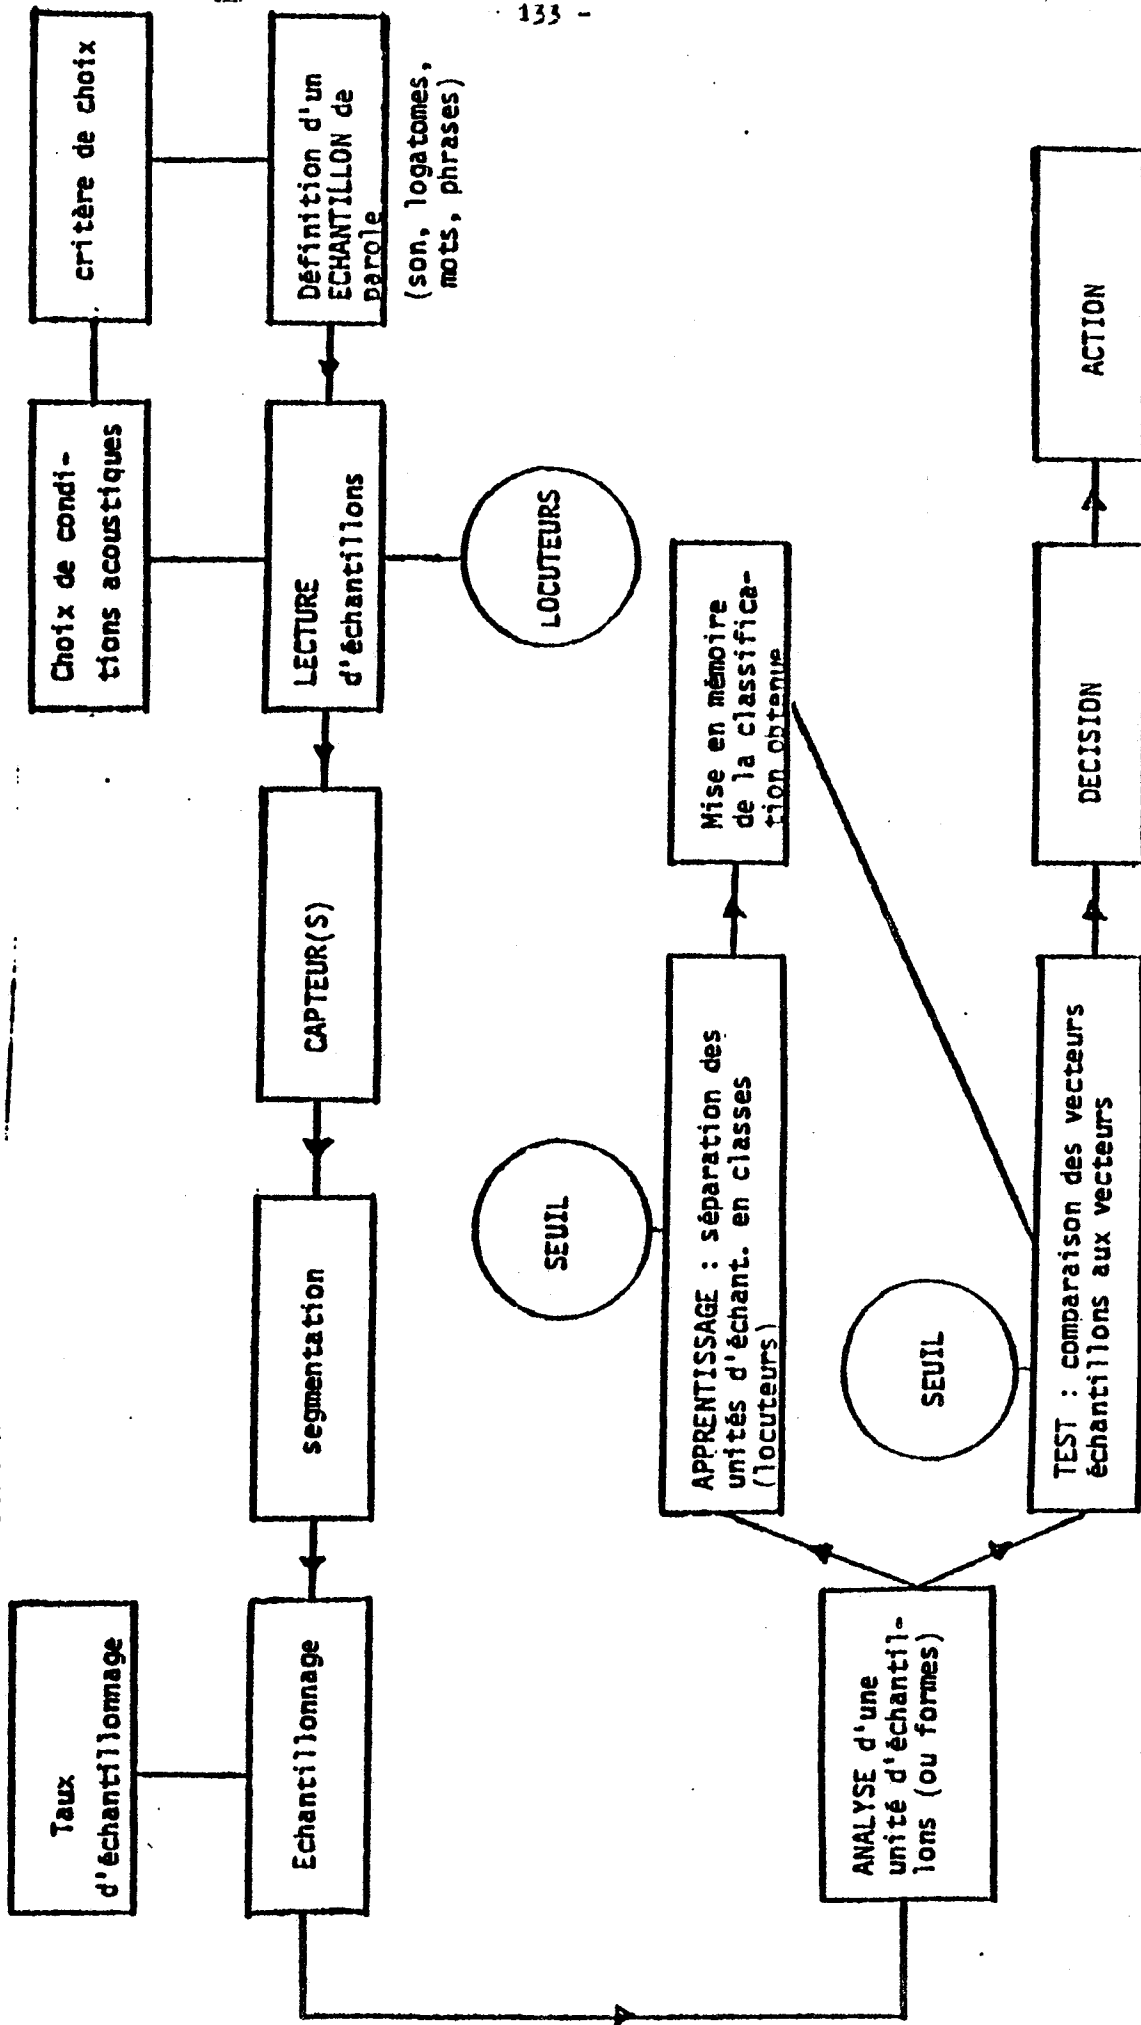 133 -
Taux
d'échantillonnage
Choix de condi-
tions acoustiques
critère de choix
Echantillonnage
segmentation
CAPTEUR(S)
LECTURE
d'échantillons
Définition d'un
ECHANTILLON de
parole
(son, logatomes,
mots, phrases)
LOCUTEURS
SEUIL
ANALYSE d'une
unité d'échantil-
lons (ou formes)
APPRENTISSAGE : séparation des
unités d'échant. en classes
(locuteurs)
Mise en mémoire
de la classifica-
tion obtenue
SEUIL
TEST : comparaison des vecteurs
échantillons aux vecteurs
DECISION
ACTION